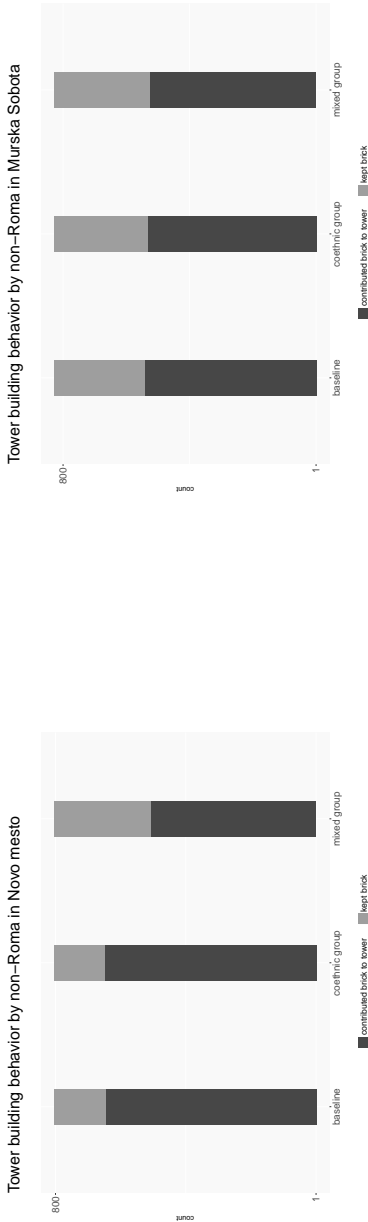 Tower building behavior by non−Roma in Novo mesto
800
count
1
baseline
coethnic group
mixed group
contributed brick to tower
kept brick
Tower building behavior by non−Roma in Murska Sobota
800
count
1
baseline
coethnic group
mixed group
contributed brick to tower
kept brick